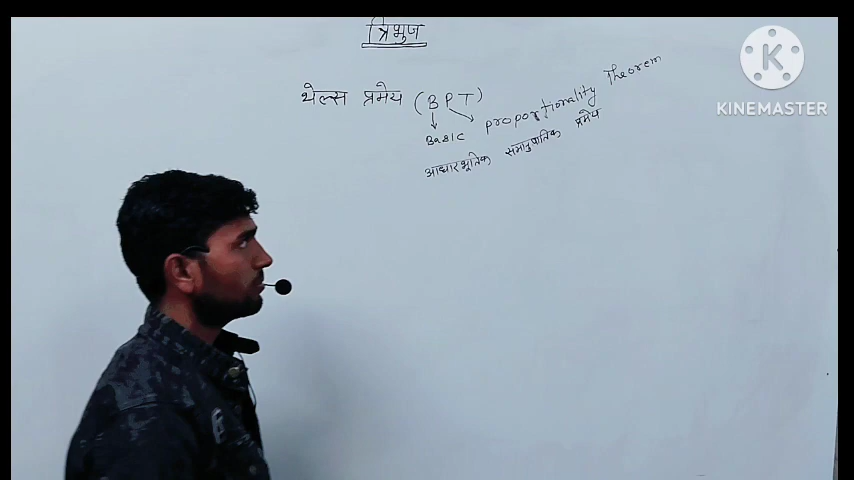 त्रिभुज
थेल्स प्रमेय (BPT)
Basic proportionality Theorem
आधारभूतिक समानुपातिक प्रमेय
KINEMASTER